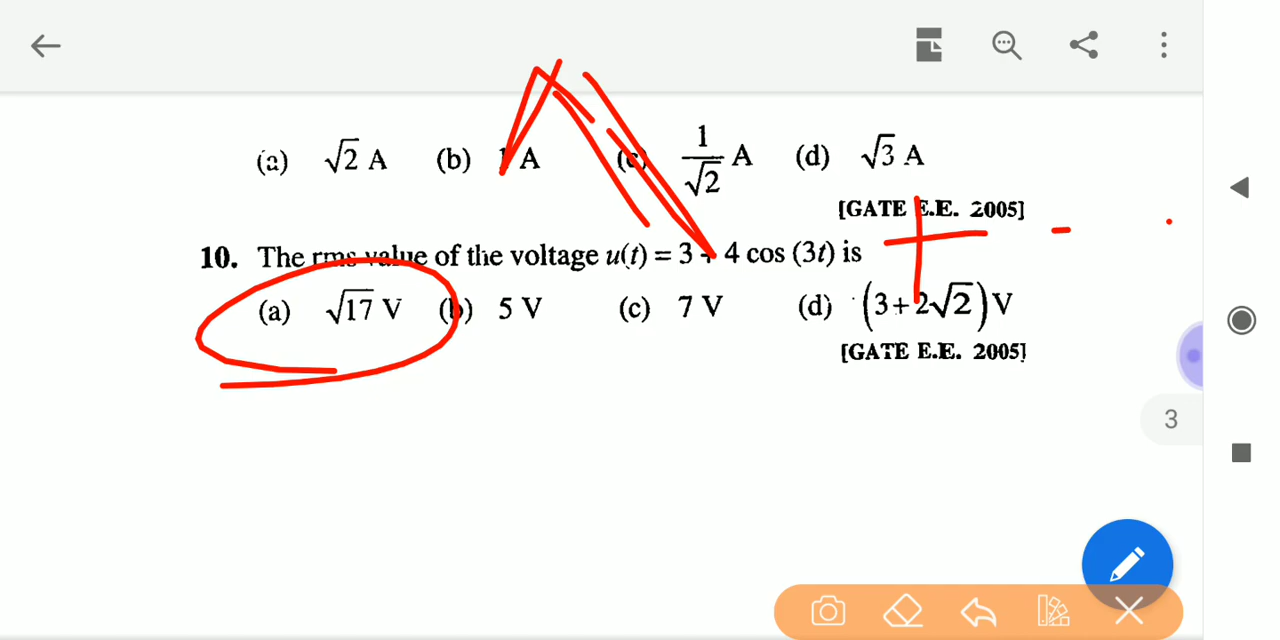 (a) √2 A (b) 1 A (c) 1/√2 A (d) √3 A
[GATE E.E. 2005]
10. The rms value of the voltage u(t) = 3 + 4 cos (3t) is
(a) √17 V (b) 5 V (c) 7 V (d) (3+2√2)V
[GATE E.E. 2005]
3